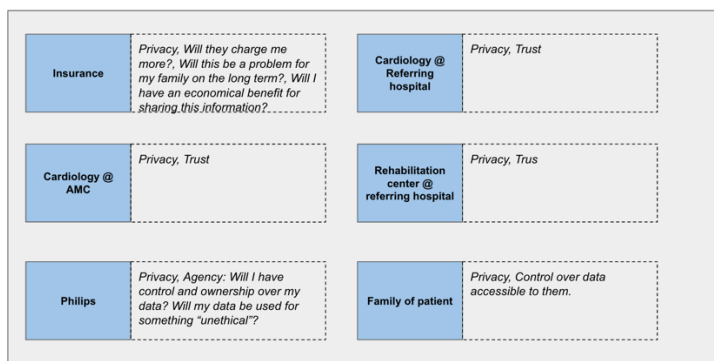 Insurance
Privacy, Will they charge me
more?, Will this be a problem for
my family on the long term?, Will I
have an economical benefit for
sharing this information?
Cardiology @
Referring
hospital
Privacy, Trust
Cardiology @
AMC
Privacy, Trust
Rehabilitation
center @
referring hospital
Privacy, Trus
Philips
Privacy, Agency: Will I have
control and ownership over my
data? Will my data be used for
something “unethical”?
Family of patient
Privacy, Control over data
accessible to them.